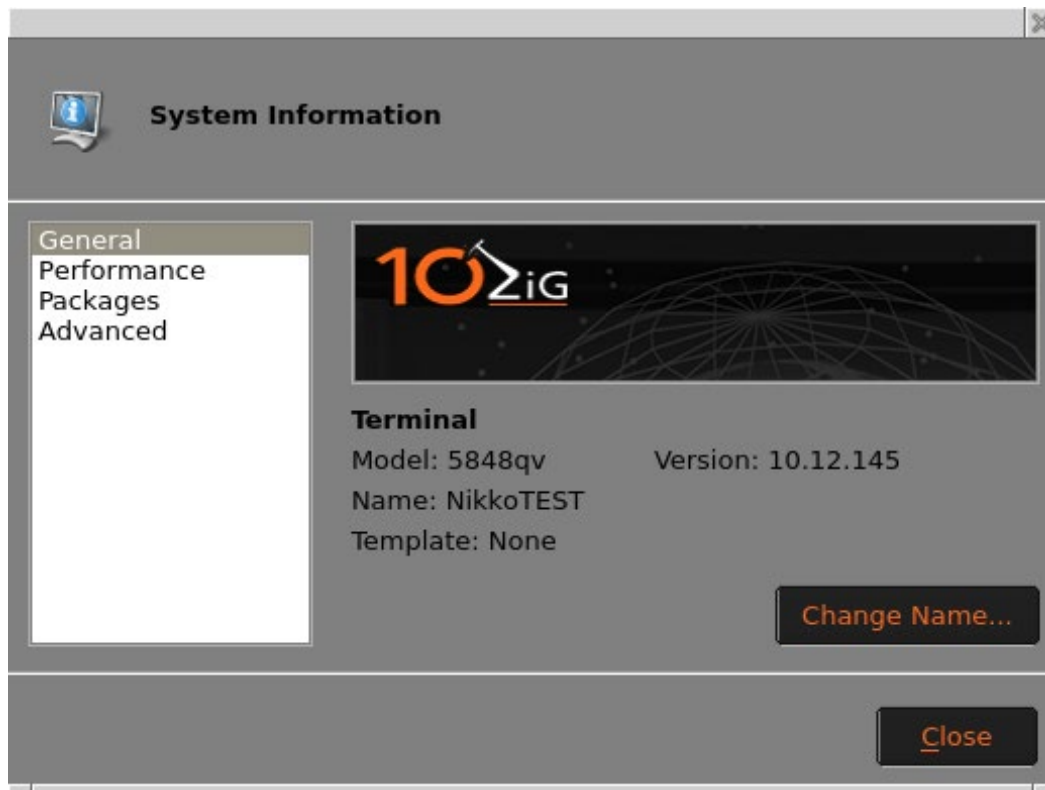 System Information
General
Performance
Packages
Advanced
10ZiG
Terminal
Model: 5848qv Version: 10.12.145
Name: NikkoTEST
Template: None
Change Name...
Close